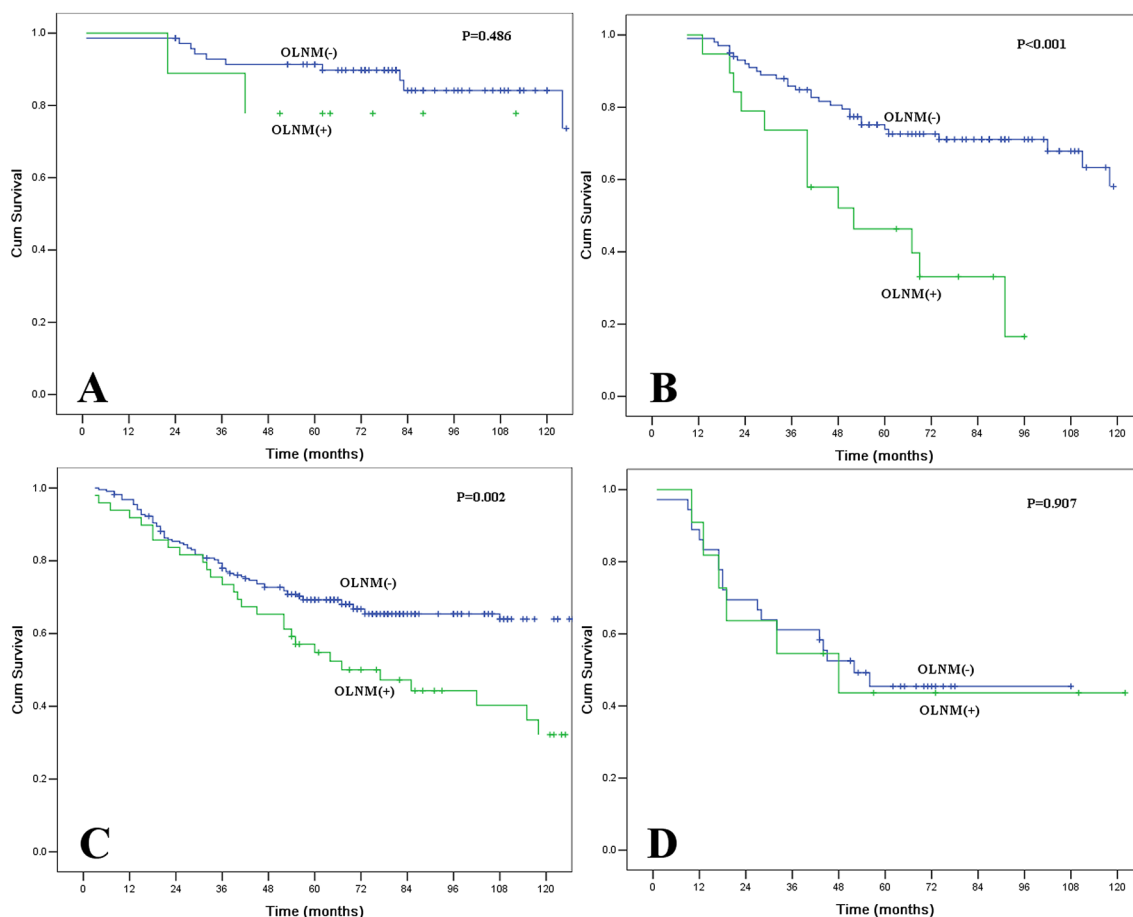 P=0.486
OLNM(-)
OLNM(+)
Cum Survival
1.0
0.8
0.6
0.4
0.2
0.0
A
0 12 24 36 48 60 72 84 96 108 120
Time (months)
P<0.001
OLNM(-)
OLNM(+)
Cum Survival
1.0
0.8
0.6
0.4
0.2
0.0
B
0 12 24 36 48 60 72 84 96 108 120
Time (months)
P=0.002
OLNM(-)
OLNM(+)
Cum Survival
1.0
0.8
0.6
0.4
0.2
0.0
C
0 12 24 36 48 60 72 84 96 108 120
Time (months)
P=0.907
OLNM(-)
OLNM(+)
Cum Survival
1.0
0.8
0.6
0.4
0.2
0.0
D
0 12 24 36 48 60 72 84 96 108 120
Time (months)